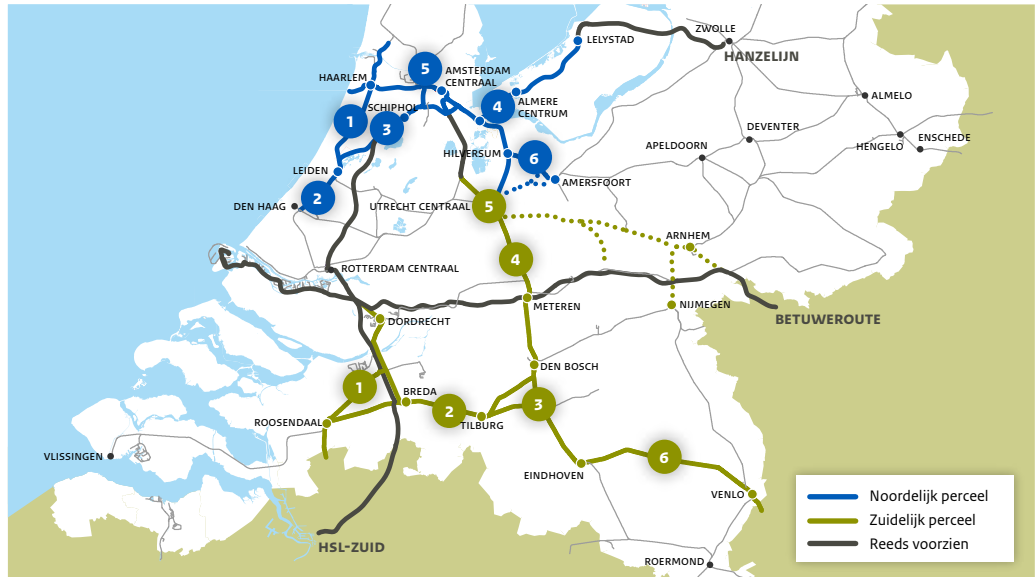 ZWOLLE
LELYSTAD
HANZELIJN
5
AMSTERDAM
CENTRAAL
HAARLEM
4
ALMERE
CENTRUM
ALMELO
SCHIPHOL
1
3
DEVENTER
ENSCHEDE
HENGELO
APELDOORN
HILVERSUM
6
LEIDEN
AMERSFOORT
2
DEN HAAG
UTRECHT CENTRAAL
5
ARNHEM
4
ROTTERDAM CENTRAAL
METEREN
NIJMEGEN
BETUWEROUTE
DORDRECHT
DEN BOSCH
1
BREDA
2
3
ROOSENDAAL
TILBURG
VLISSINGEN
6
EINDHOVEN
VENLO
HSL-ZUID
ROERMOND
Noordelijk perceel
Zuidelijk perceel
Reeds voorzien